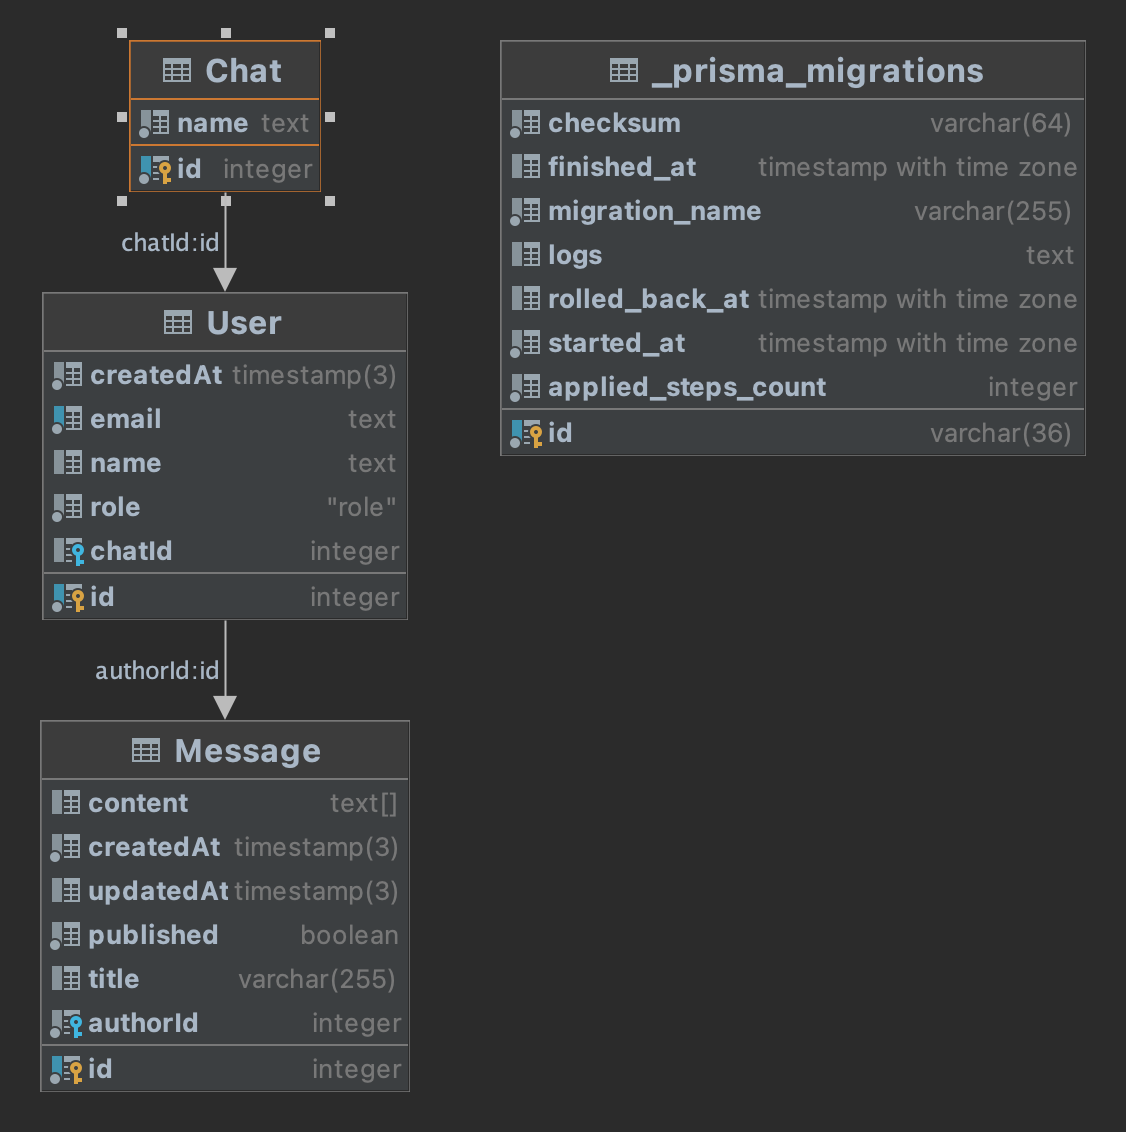 Chat
name text
id integer
chatId:id
User
createdAt timestamp(3)
email text
name text
role "role"
chatId integer
id integer
authorId:id
Message
content text[]
createdAt timestamp(3)
updatedAt timestamp(3)
published boolean
title varchar(255)
authorId integer
id integer
_prisma_migrations
checksum varchar(64)
finished_at timestamp with time zone
migration_name varchar(255)
logs text
rolled_back_at timestamp with time zone
started_at timestamp with time zone
applied_steps_count integer
id varchar(36)